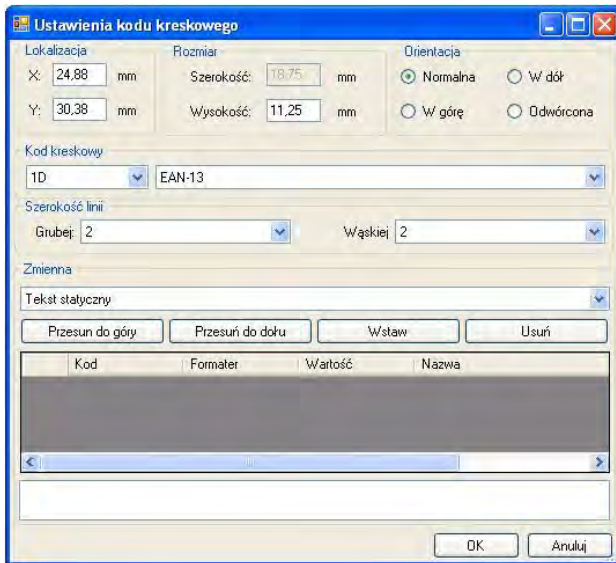 Ustawienia kodu kreskowego
Lokalizacja Rozmiar Orientacja
X: 24,88 mm Szerokość: 18,75 mm Normalna W dół
Y: 30,38 mm Wysokość: 11,25 mm W górę Odwórcona
Kod kreskowy
1D EAN-13
Szerokość linii
Grubej: 2 Wąskiej 2
Zmienna
Tekst statyczny
Przesun do góry Przesuń do dołu Wstaw Usuń
Kod Formater Wartość Nazwa
OK Anuluj